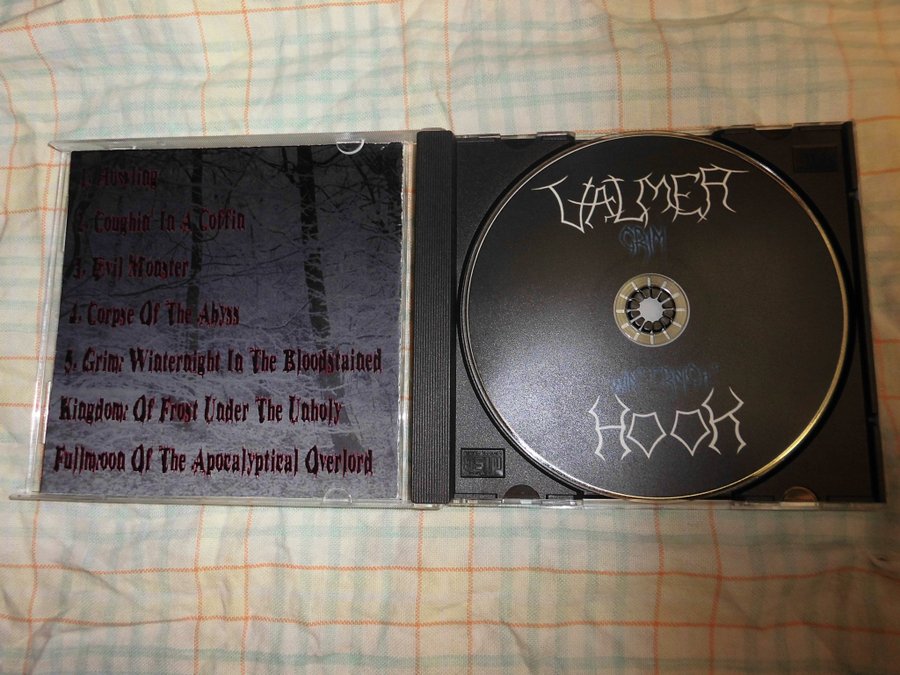 1. Howling
2. Coughin' In A Coffin
3. Evil Monster
4. Corpse Of The Abyss
5. Grim: Winternight In The Bloodstained
Kingdom: Of Frost Under The Unholy
Fullmoon Of The Apocalyptical Overlord
VALMER
GRIM
HOOK